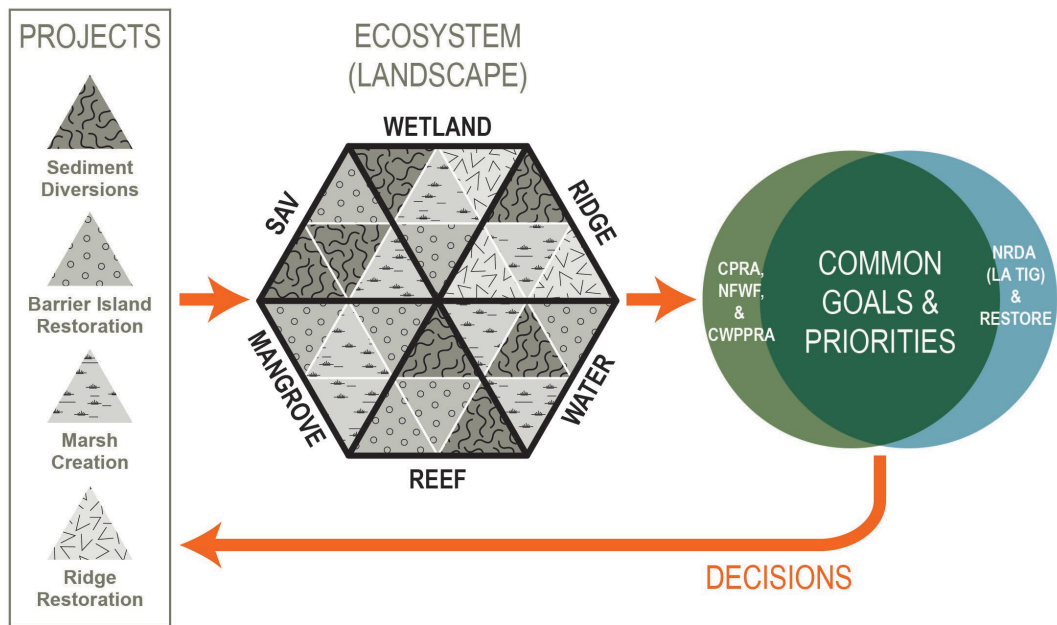 PROJECTS
Sediment
Diversions
Barrier Island
Restoration
Marsh
Creation
Ridge
Restoration
ECOSYSTEM
(LANDSCAPE)
WETLAND
SAV
RIDGE
MANGROVE
WATER
REEF
CPRA,
NFWF,
&
CWPPRA
COMMON
GOALS &
PRIORITIES
NRDA
(LA TIG)
&
RESTORE
DECISIONS